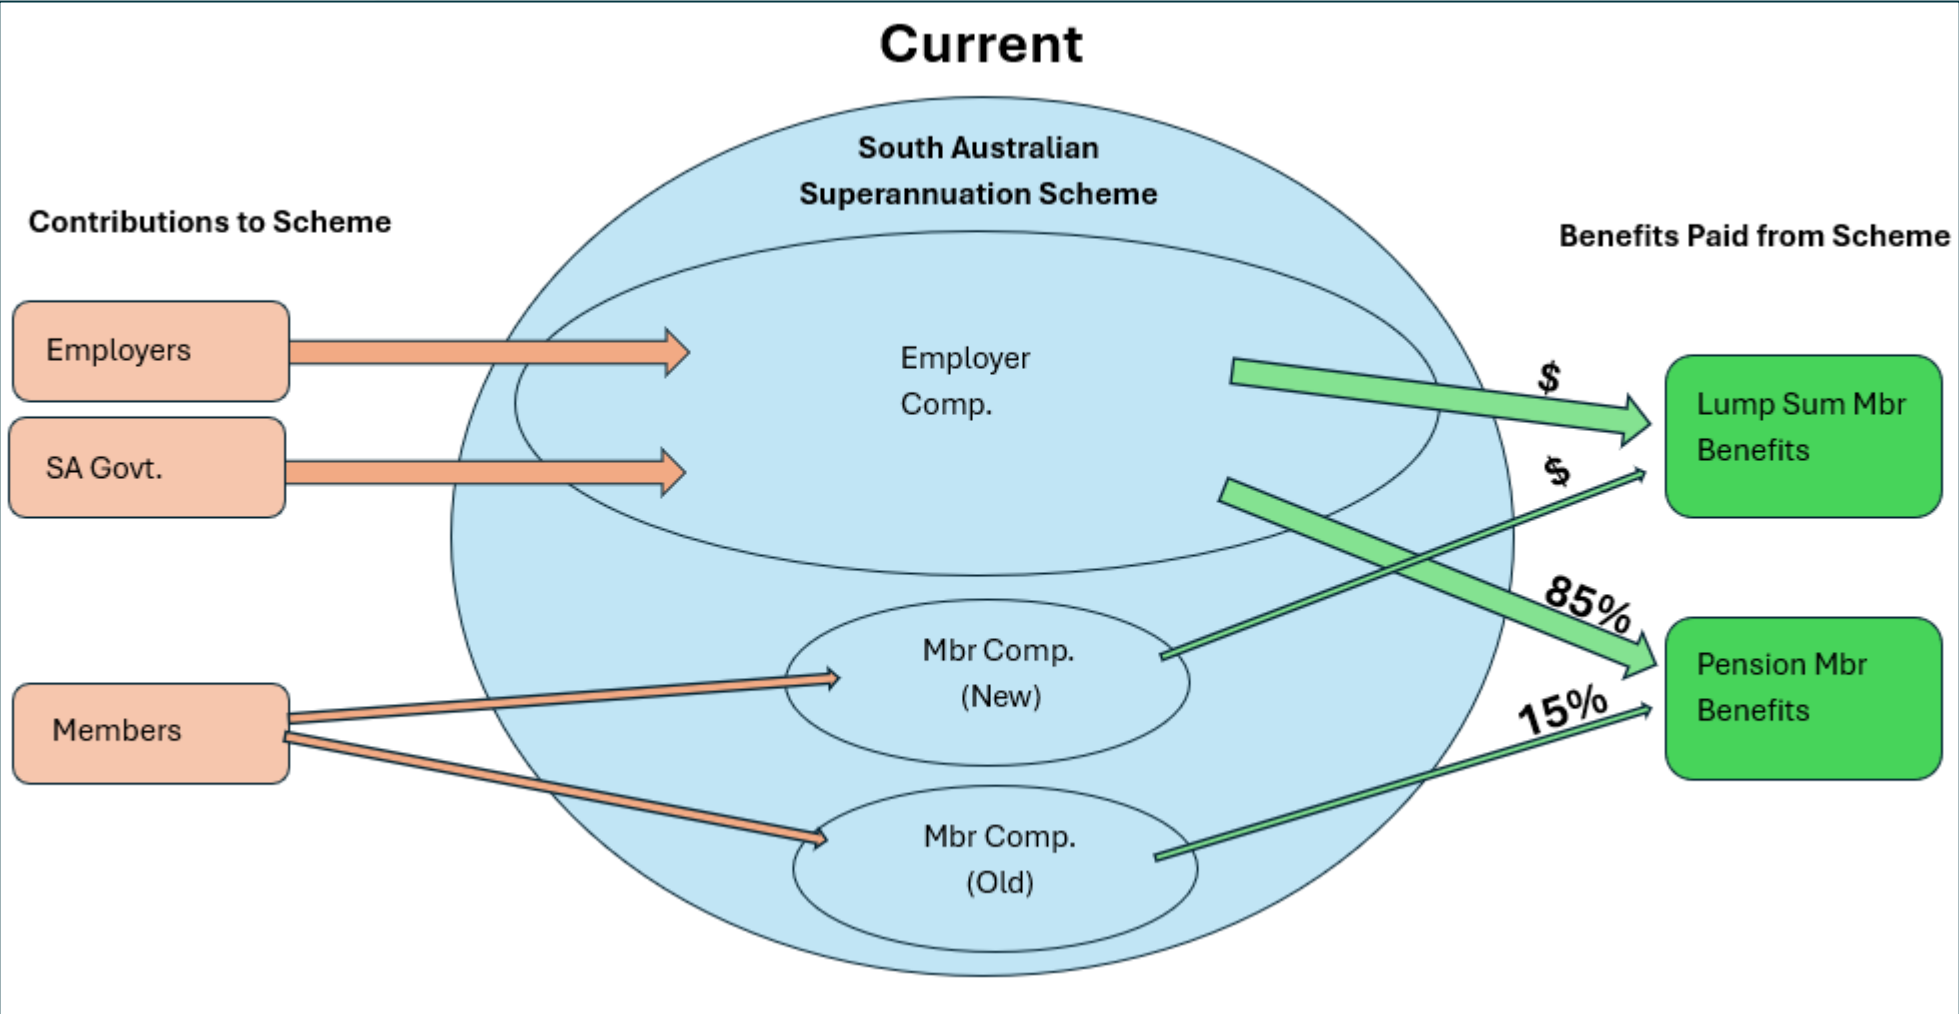 Current
South Australian
Superannuation Scheme
Contributions to Scheme
Benefits Paid from Scheme
Employers
SA Govt.
Members
Employer
Comp.
Mbr Comp.
(New)
Mbr Comp.
(Old)
$
$
85%
15%
Lump Sum Mbr
Benefits
Pension Mbr
Benefits